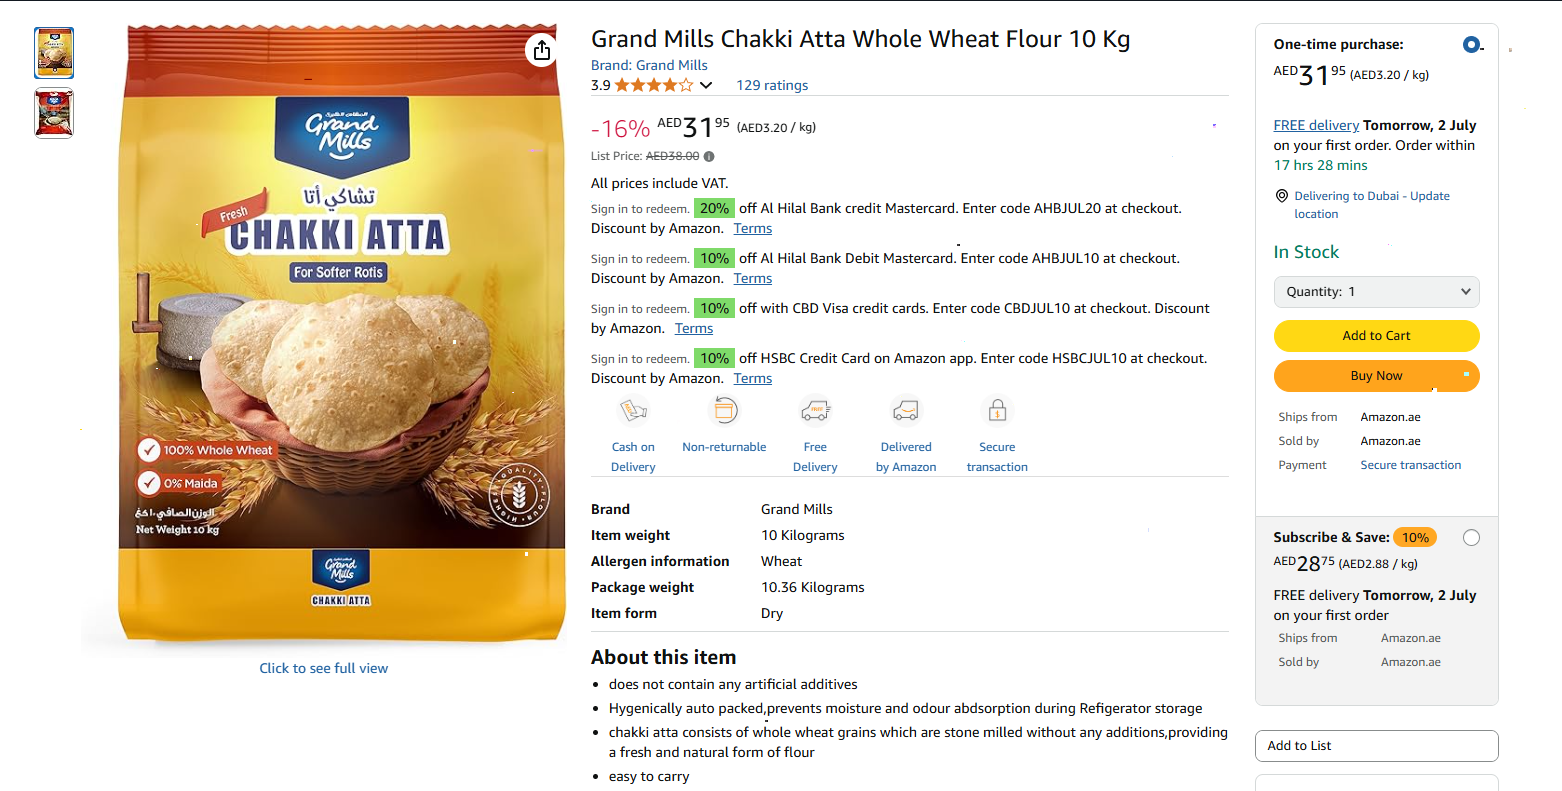 Grand Mills Chakki Atta Whole Wheat Flour 10 Kg
Brand: Grand Mills
3.9 129 ratings
-16% AED31.95 (AED3.20 / kg)
List Price: AED38.00
All prices include VAT.
Sign in to redeem. 20% off Al Hilal Bank credit Mastercard. Enter code AHBJUL20 at checkout.
Discount by Amazon. Terms
Sign in to redeem. 10% off Al Hilal Bank Debit Mastercard. Enter code AHBJUL10 at checkout.
Discount by Amazon. Terms
Sign in to redeem. 10% off with CBD Visa credit cards. Enter code CBDJUL10 at checkout. Discount
by Amazon. Terms
Sign in to redeem. 10% off HSBC Credit Card on Amazon app. Enter code HSBCJUL10 at checkout.
Discount by Amazon. Terms
Cash on
Delivery
Non-returnable
Free
Delivery
Delivered
by Amazon
Secure
transaction
Brand Grand Mills
Item weight 10 Kilograms
Allergen information Wheat
Package weight 10.36 Kilograms
Item form Dry
About this item
• does not contain any artificial additives
• Hygenically auto packed,prevents moisture and odour abdsorption during Refigerator storage
• chakki atta consists of whole wheat grains which are stone milled without any additions,providing
a fresh and natural form of flour
• easy to carry
Grand
Mills
تشاكي أتا
Fresh
CHAKKI ATTA
For Softer Rotis
100% Whole Wheat
0% Maida
الوزن الصافي ١٠ كغ
Net Weight 10 kg
Grand
Mills
CHAKKI ATTA
Click to see full view
One-time purchase:
AED31.95 (AED3.20 / kg)
FREE delivery Tomorrow, 2 July
on your first order. Order within
17 hrs 28 mins
Delivering to Dubai - Update
location
In Stock
Quantity: 1
Add to Cart
Buy Now
Ships from Amazon.ae
Sold by Amazon.ae
Payment Secure transaction
Subscribe & Save: 10%
AED28.75 (AED2.88 / kg)
FREE delivery Tomorrow, 2 July
on your first order
Ships from Amazon.ae
Sold by Amazon.ae
Add to List